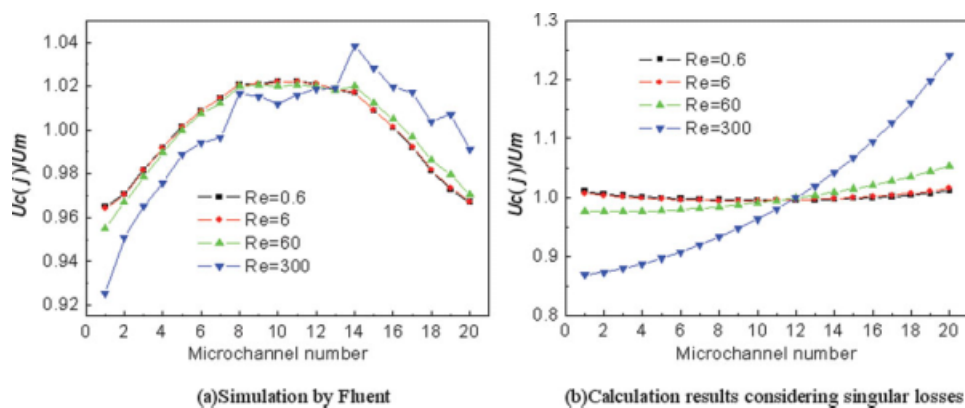 1.04
1.02
1.00
0.98
0.96
0.94
0.92
Uc(j)/Um
Re=0.6
Re=6
Re=60
Re=300
0 2 4 6 8 10 12 14 16 18 20
Microchannel number
(a)Simulation by Fluent
1.3
1.2
1.1
1.0
0.9
0.8
Uc(j)/Um
Re=0.6
Re=6
Re=60
Re=300
0 2 4 6 8 10 12 14 16 18 20
Microchannel number
(b)Calculation results considering singular losses